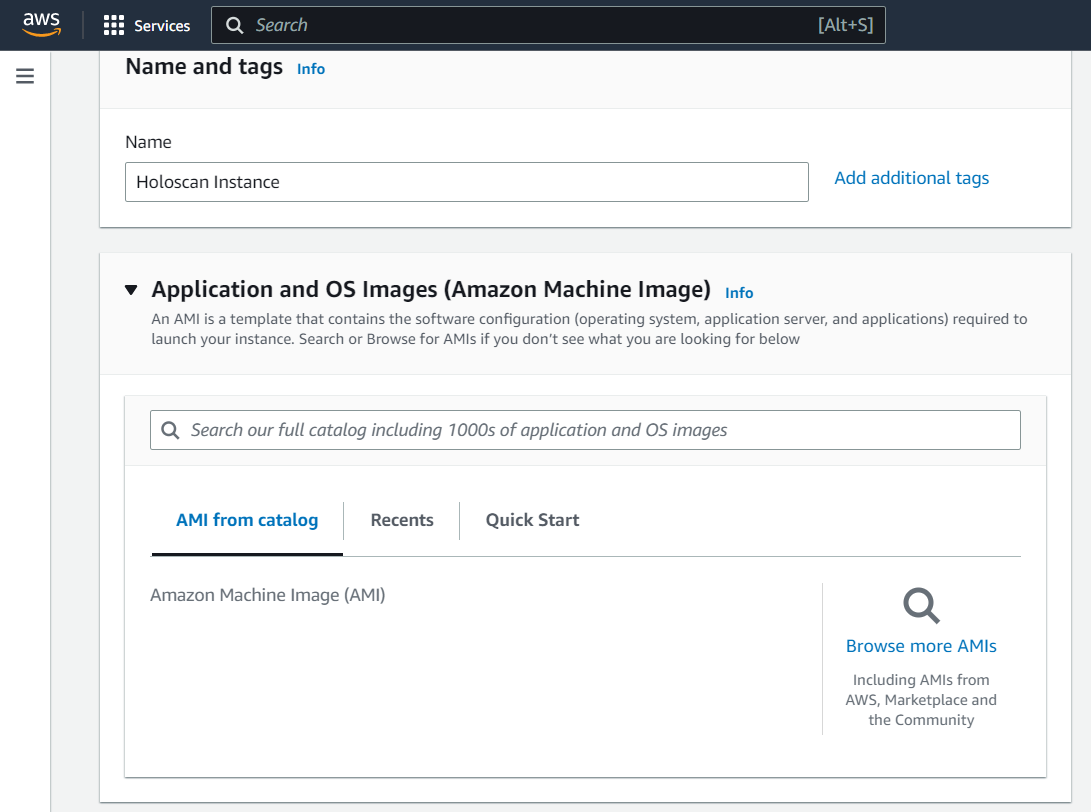 aws
Services
Search
[Alt+S]
Name and tags Info
Name
Holoscan Instance
Add additional tags
Application and OS Images (Amazon Machine Image) Info
An AMI is a template that contains the software configuration (operating system, application server, and applications) required to
launch your instance. Search or Browse for AMIs if you don’t see what you are looking for below
Search our full catalog including 1000s of application and OS images
AMI from catalog
Recents
Quick Start
Amazon Machine Image (AMI)
Browse more AMIs
Including AMIs from
AWS, Marketplace and
the Community